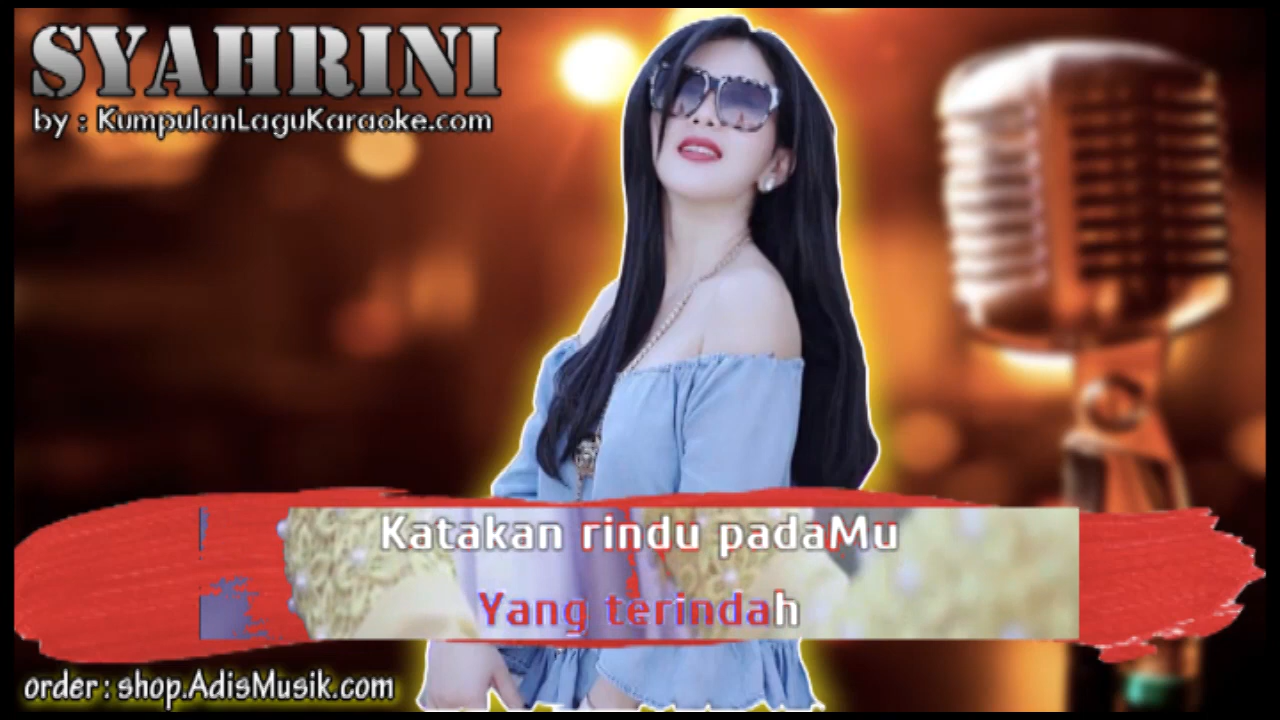 SYAHRINI
by : KumpulanLaguKaraoke.com
Katakan rindu padaMu
Yang terindah
order : shop.AdisMusik.com